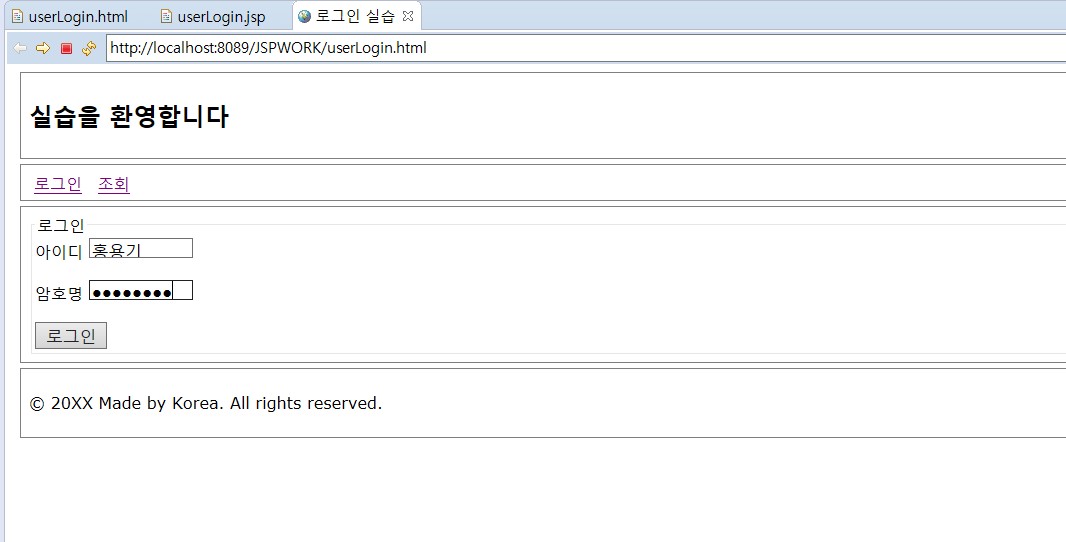 userLogin.html userLogin.jsp 로그인 실습
http://localhost:8089/JSPWORK/userLogin.html
실습을 환영합니다
로그인 조회
로그인
아이디 홍용기
암호명 ●●●●●●●●
로그인
© 20XX Made by Korea. All rights reserved.